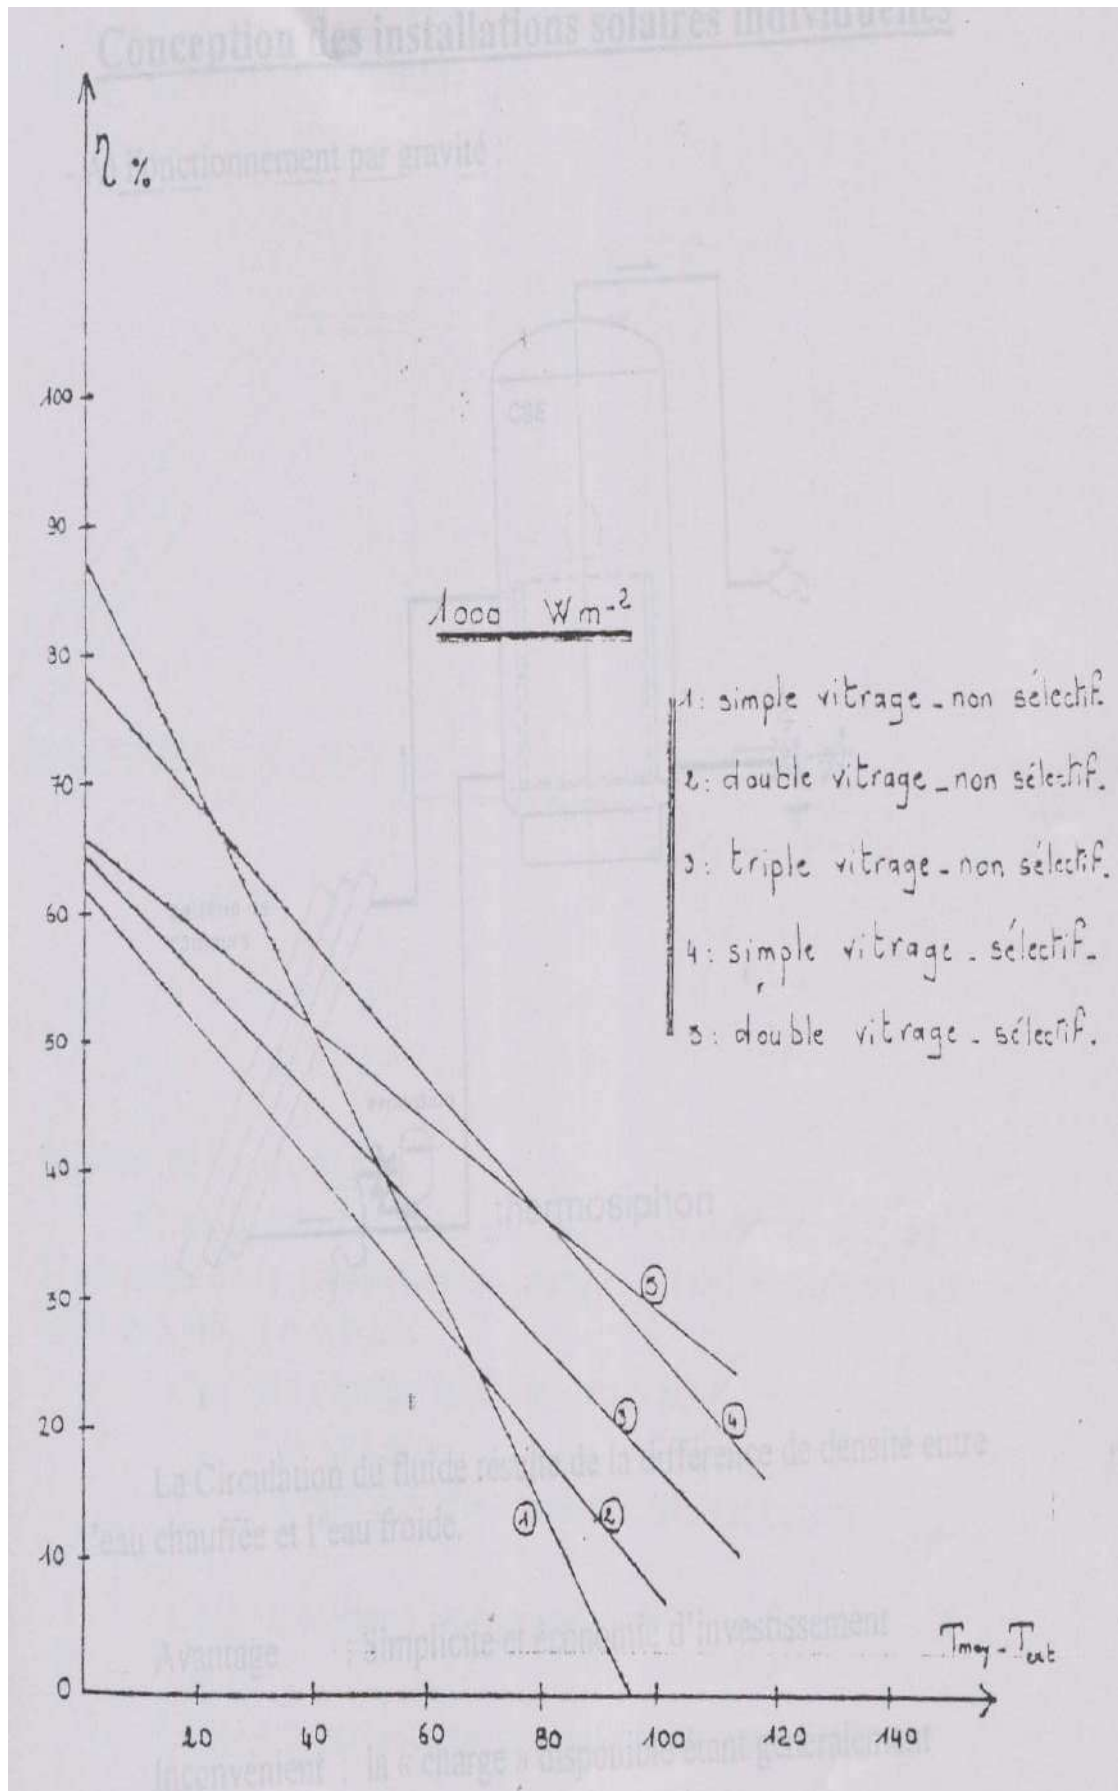 Conception des installations solaires individuelles
η %
Fonctionnement par gravité
100
CSE
90
1000 Wm-2
80
1: simple vitrage - non sélectif.
70
2: double vitrage - non sélectif.
3: triple vitrage - non sélectif.
60
4: simple vitrage - sélectif -
50
5: double vitrage - sélectif.
40
thermosiphon
30
5
20
3
4
La Circulation du fluide résulte de la différence de densité entre
l'eau chauffée et l'eau froide.
1
2
10
Avantage : Simplicité et économie d'investissement
Tmoy - Text
0
20 40 60 80 100 120 140
Inconvénient : la « charge » disponible étant généralement